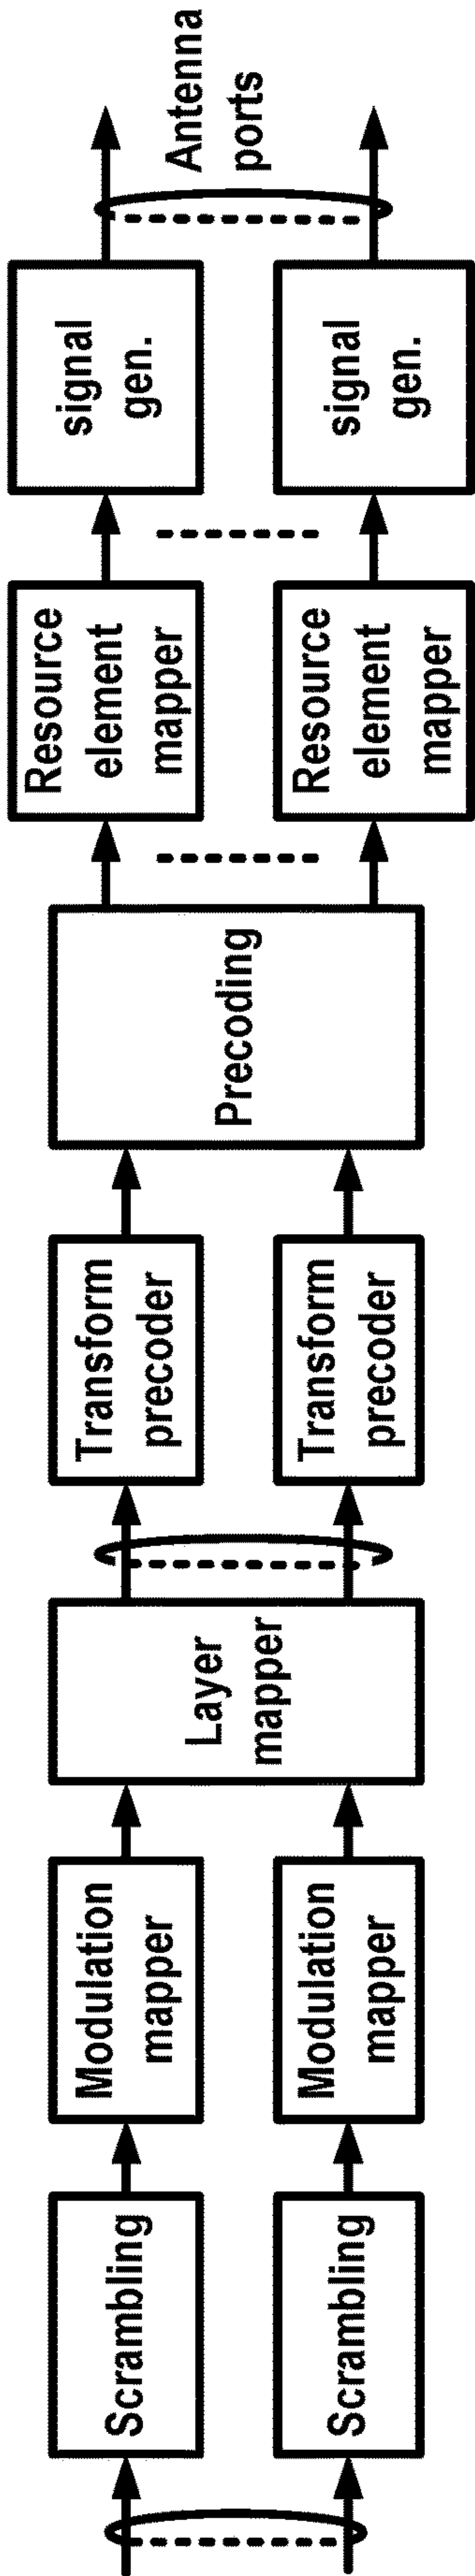 Scrambling
Scrambling
Modulation
mapper
Modulation
mapper
Layer
mapper
Transform
precoder
Transform
precoder
Precoding
Resource
element
mapper
Resource
element
mapper
signal
gen.
signal
gen.
Antenna
ports